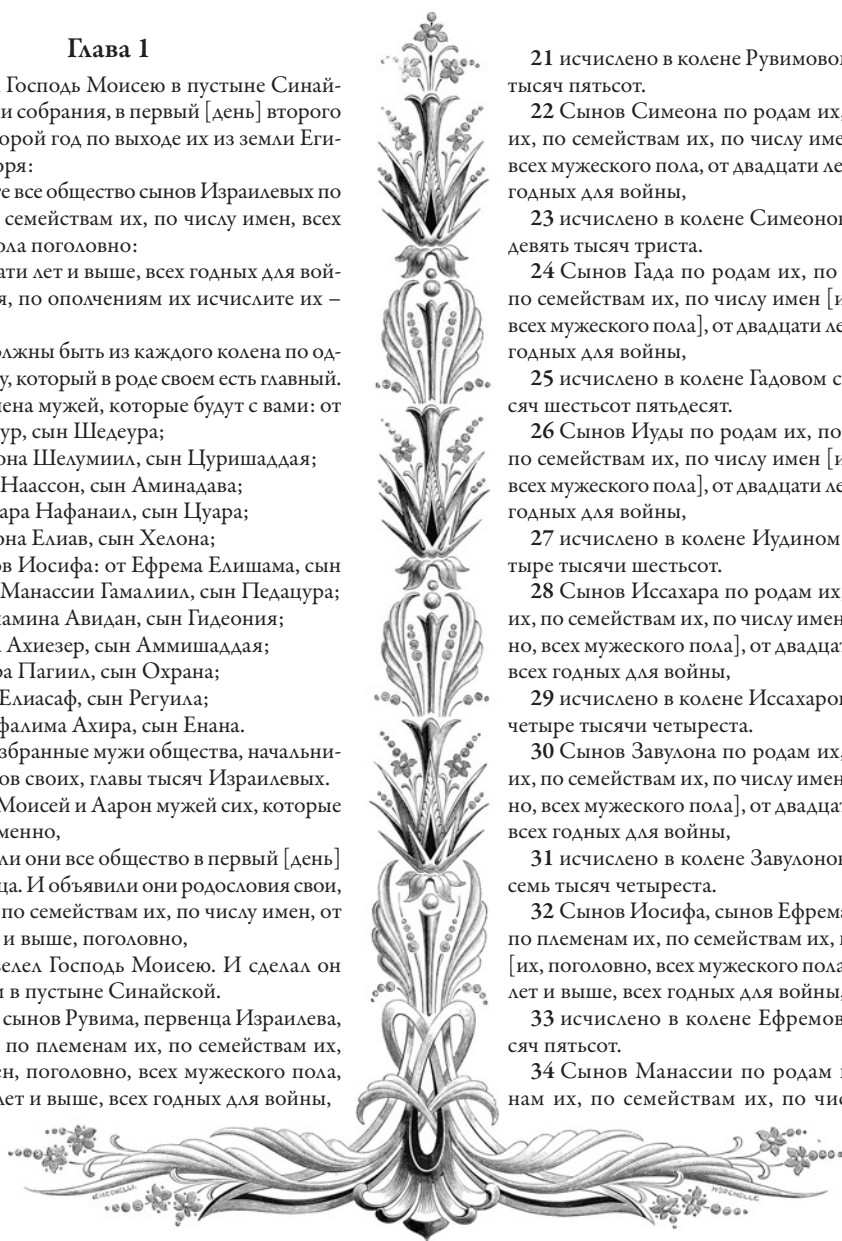 Глава 1
Господь Моисею в пустыне Синай-
и собрания, в первый [день] второго
орой год по выходе их из земли Еги-
оря:
те все общество сынов Израилевых по
семействам их, по числу имен, всех
ола поголовно:
ати лет и выше, всех годных для вой-
я, по ополчениям их исчислите их –
олжны быть из каждого колена по од-
у, который в роде своем есть главный.
ена мужей, которые будут с вами: от
ур, сын Шедеура;
она Шелумиил, сын Цуришаддая;
Наассон, сын Аминадава;
ара Нафанаил, сын Цуара;
она Елиав, сын Хелона;
ов Иосифа: от Ефрема Елишама, сын
Манассии Гамалиил, сын Педацура;
амина Авидан, сын Гидеония;
Ахиезер, сын Аммишаддая;
ра Пагиил, сын Охрана;
Елиасаф, сын Регуила;
фалима Ахира, сын Енана.
збранные мужи общества, начальни-
ов своих, главы тысяч Израилевых.
Моисей и Аарон мужей сих, которые
менно,
ли они все общество в первый [день]
ца. И объявили они родословия свои,
по семействам их, по числу имен, от
и выше, поголовно,
елел Господь Моисею. И сделал он
и в пустыне Синайской.
сынов Рувима, первенца Израилева,
по племенам их, по семействам их,
ен, поголовно, всех мужеского пола,
лет и выше, всех годных для войны,
21 исчислено в колене Рувимовом
тысяч пятьсот.
22 Сынов Симеона по родам их,
их, по семействам их, по числу име
всех мужеского пола, от двадцати ле
годных для войны,
23 исчислено в колене Симеонов
девять тысяч триста.
24 Сынов Гада по родам их, по
по семействам их, по числу имен [и
всех мужеского пола], от двадцати ле
годных для войны,
25 исчислено в колене Гадовом с
сяч шестьсот пятьдесят.
26 Сынов Иуды по родам их, по
по семействам их, по числу имен [и
всех мужеского пола], от двадцати ле
годных для войны,
27 исчислено в колене Иудином
тыре тысячи шестьсот.
28 Сынов Иссахара по родам их
их, по семействам их, по числу имен
но, всех мужеского пола], от двадцат
всех годных для войны,
29 исчислено в колене Иссахаров
четыре тысячи четыреста.
30 Сынов Завулона по родам их,
их, по семействам их, по числу имен
но, всех мужеского пола], от двадцат
всех годных для войны,
31 исчислено в колене Завулонов
семь тысяч четыреста.
32 Сынов Иосифа, сынов Ефрема
по племенам их, по семействам их,
[их, поголовно, всех мужеского пола
лет и выше, всех годных для войны,
33 исчислено в колене Ефремов
сяч пятьсот.
34 Сынов Манассии по родам
нам их, по семействам их, по чис
GIACOMELLI.